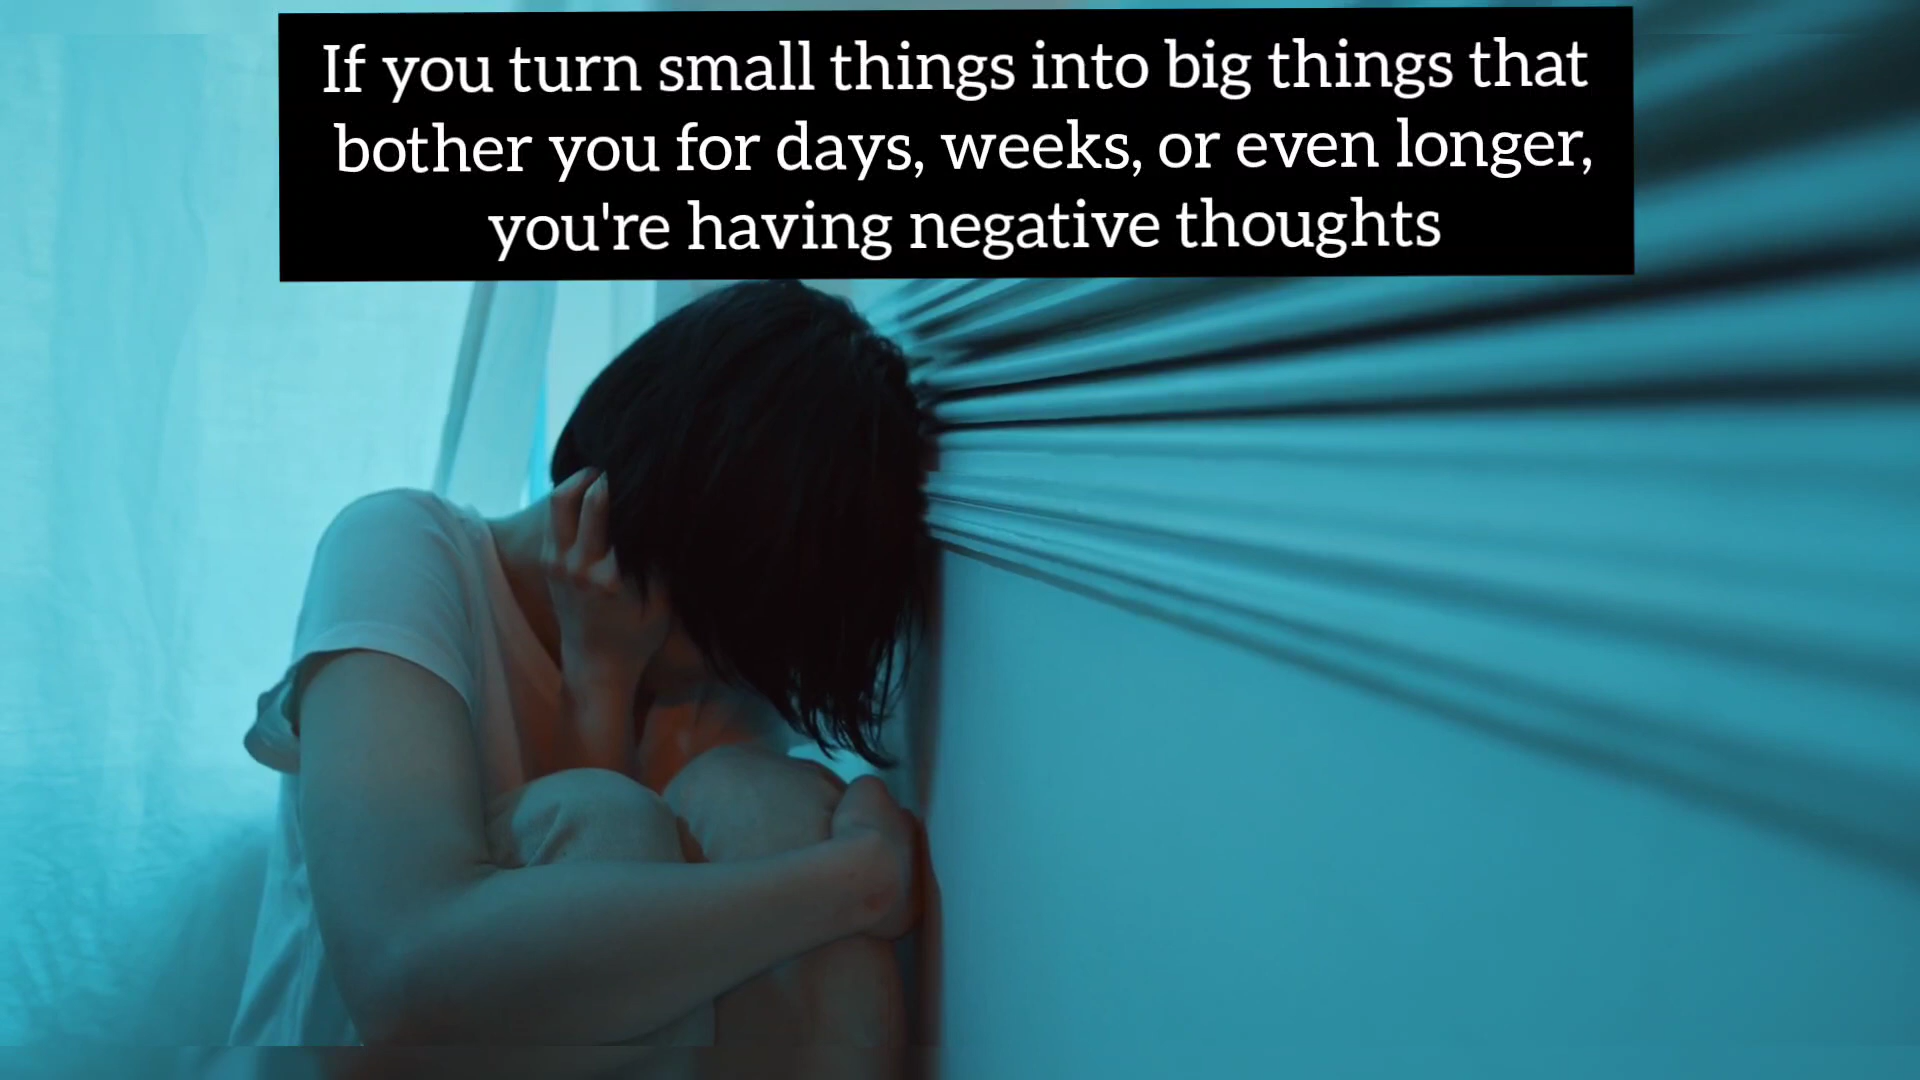 If you turn small things into big things that
bother you for days, weeks, or even longer,
you're having negative thoughts